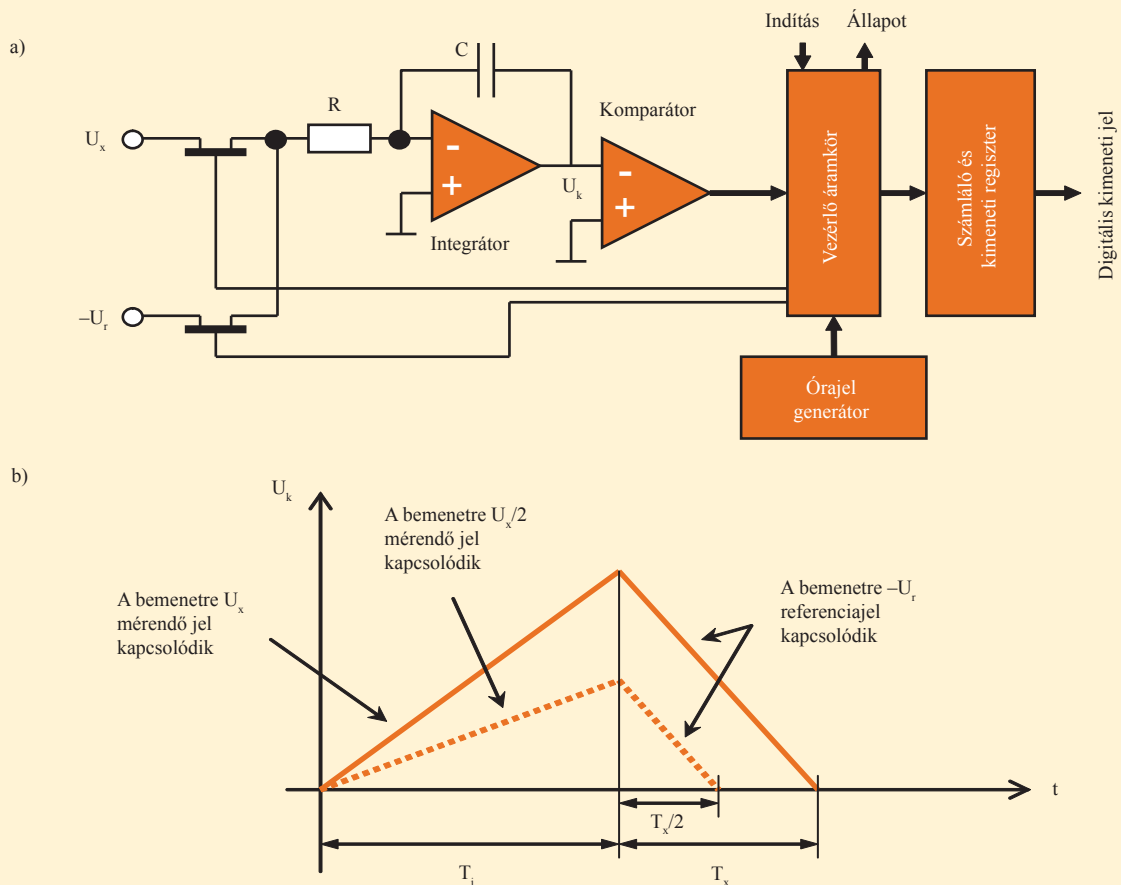 a)
Indítás
Állapot
C
R
Komparátor
Uₓ
-
+
Uₖ
-
+
Integrátor
Vezérlő áramkör
Számláló és
kimeneti regiszter
Digitális kimeneti jel
–Uᵣ
Órajel
generátor
b)
Uₖ
A bemenetre Uₓ/2
mérendő jel
kapcsolódik
A bemenetre Uₓ
mérendő jel
kapcsolódik
A bemenetre –Uᵣ
referenciajel
kapcsolódik
t
Tₓ/2
Tᵢ
Tₓ